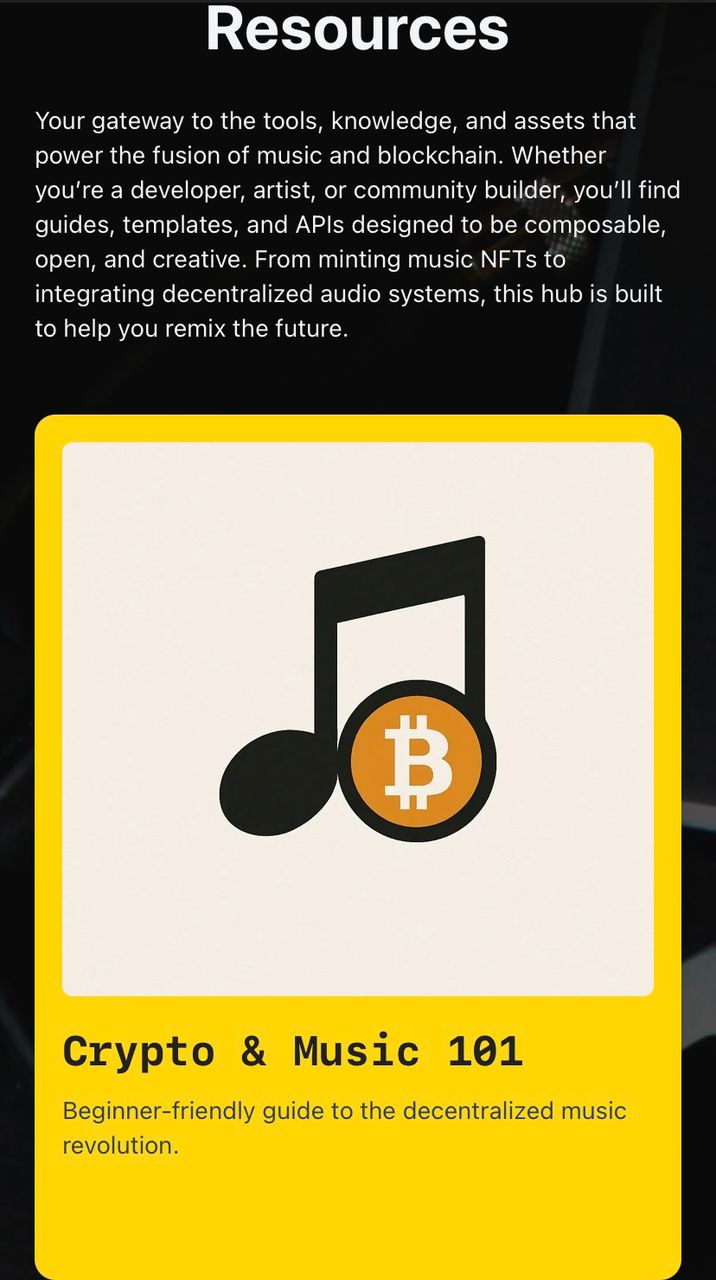 Resources
Your gateway to the tools, knowledge, and assets that
power the fusion of music and blockchain. Whether
you’re a developer, artist, or community builder, you’ll find
guides, templates, and APIs designed to be composable,
open, and creative. From minting music NFTs to
integrating decentralized audio systems, this hub is built
to help you remix the future.
Crypto & Music 101
Beginner-friendly guide to the decentralized music
revolution.